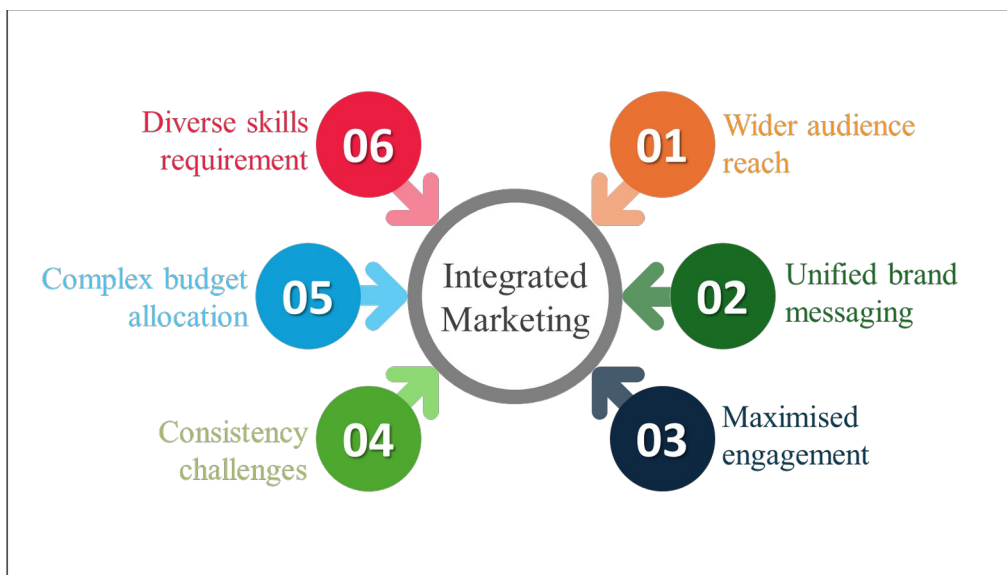 Integrated
Marketing
01
Wider audience
reach
02
Unified brand
messaging
03
Maximised
engagement
04
Consistency
challenges
05
Complex budget
allocation
06
Diverse skills
requirement